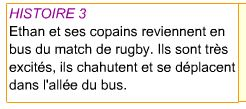 HISTOIRE 3
Ethan et ses copains reviennent en
bus du match de rugby. Ils sont très
excités, ils chahutent et se déplacent
dans l'allée du bus.